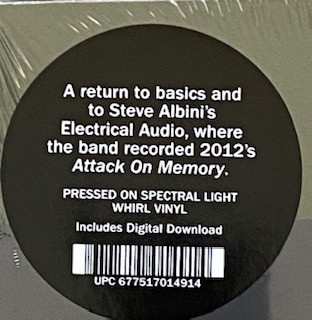 A return to basics and
to Steve Albini's
Electrical Audio, where
the band recorded 2012's
Attack On Memory.
PRESSED ON SPECTRAL LIGHT
WHIRL VINYL
Includes Digital Download
UPC 677517014914